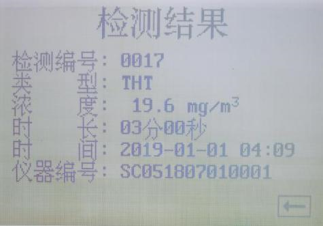 检测结果
检测编号: 0017
类 型: THT
浓 度: 19.6 mg/m³
时 长: 03分00秒
时 间: 2019-01-01 04:09
仪器编号: SC051807010001